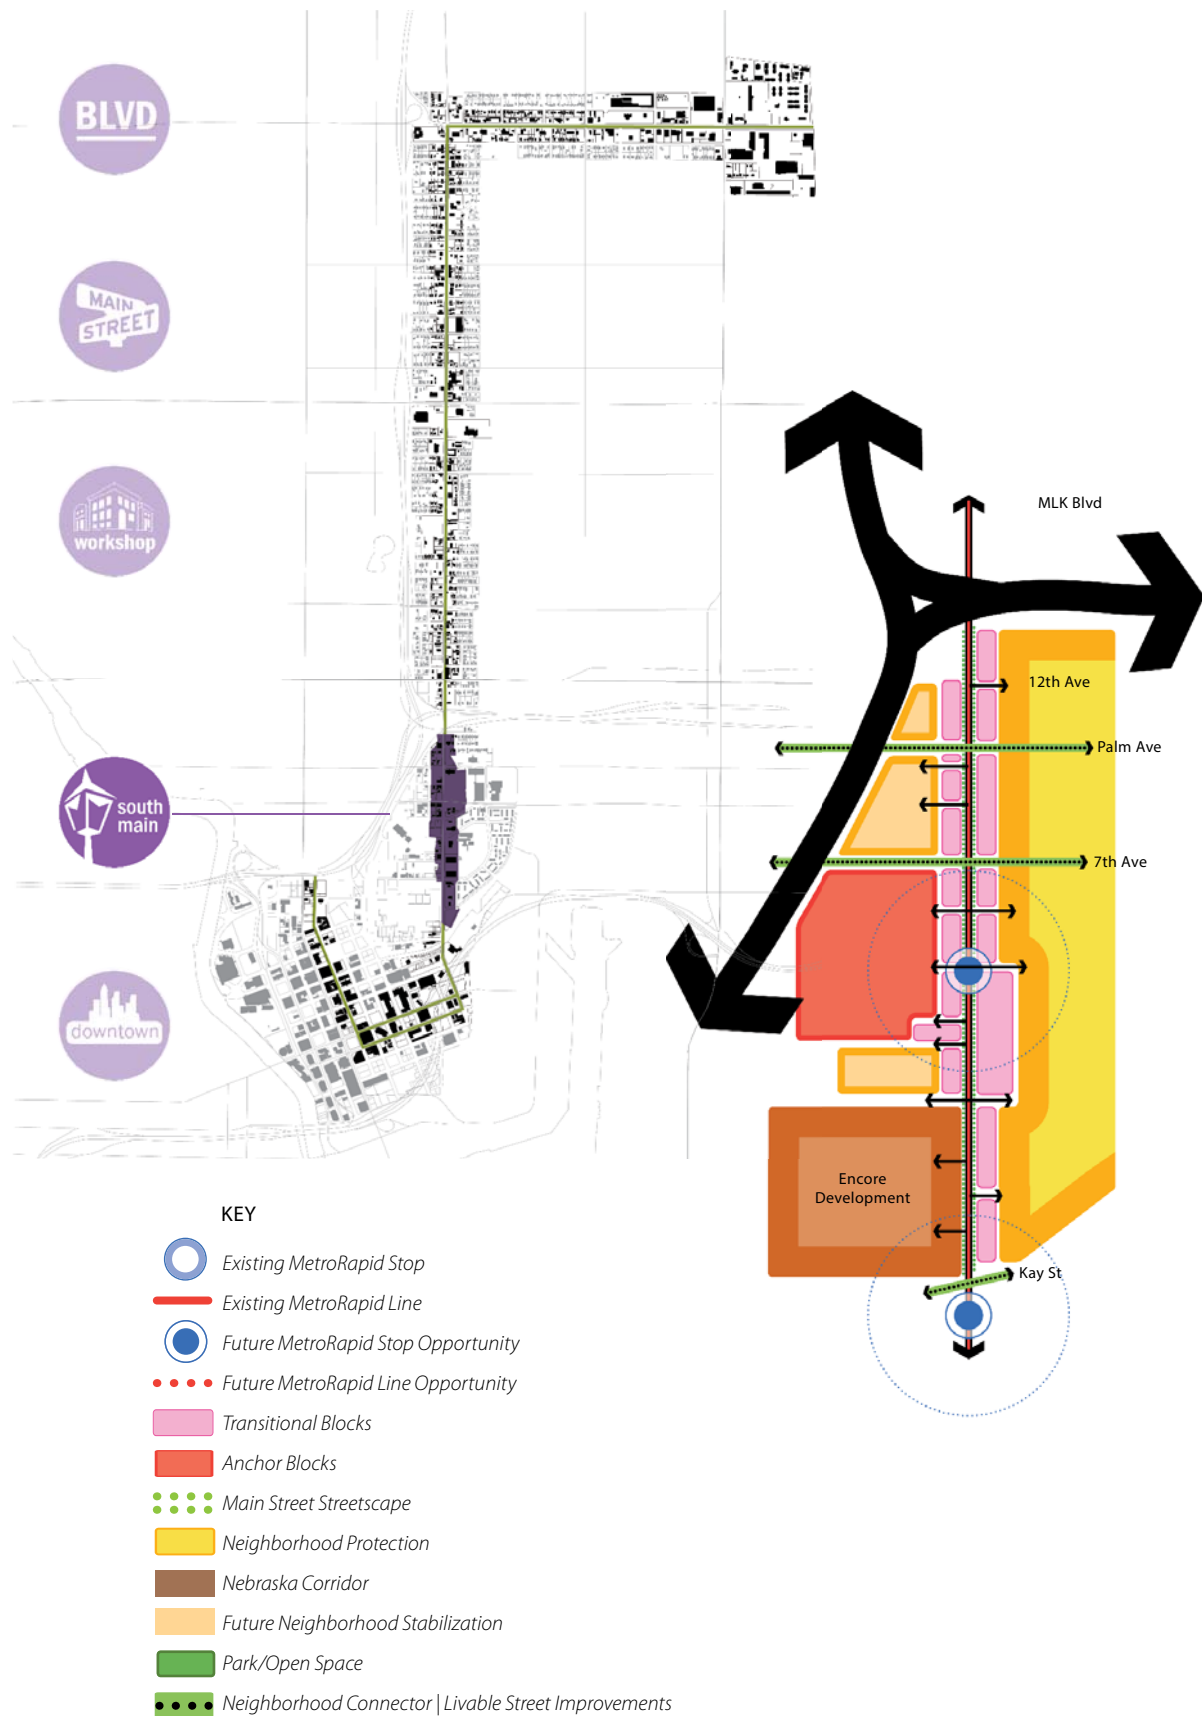 BLVD
MAIN
STREET
workshop
south
main
downtown
MLK Blvd
12th Ave
Palm Ave
7th Ave
Encore
Development
Kay St
KEY
Existing MetroRapid Stop
Existing MetroRapid Line
Future MetroRapid Stop Opportunity
Future MetroRapid Line Opportunity
Transitional Blocks
Anchor Blocks
Main Street Streetscape
Neighborhood Protection
Nebraska Corridor
Future Neighborhood Stabilization
Park/Open Space
Neighborhood Connector | Livable Street Improvements